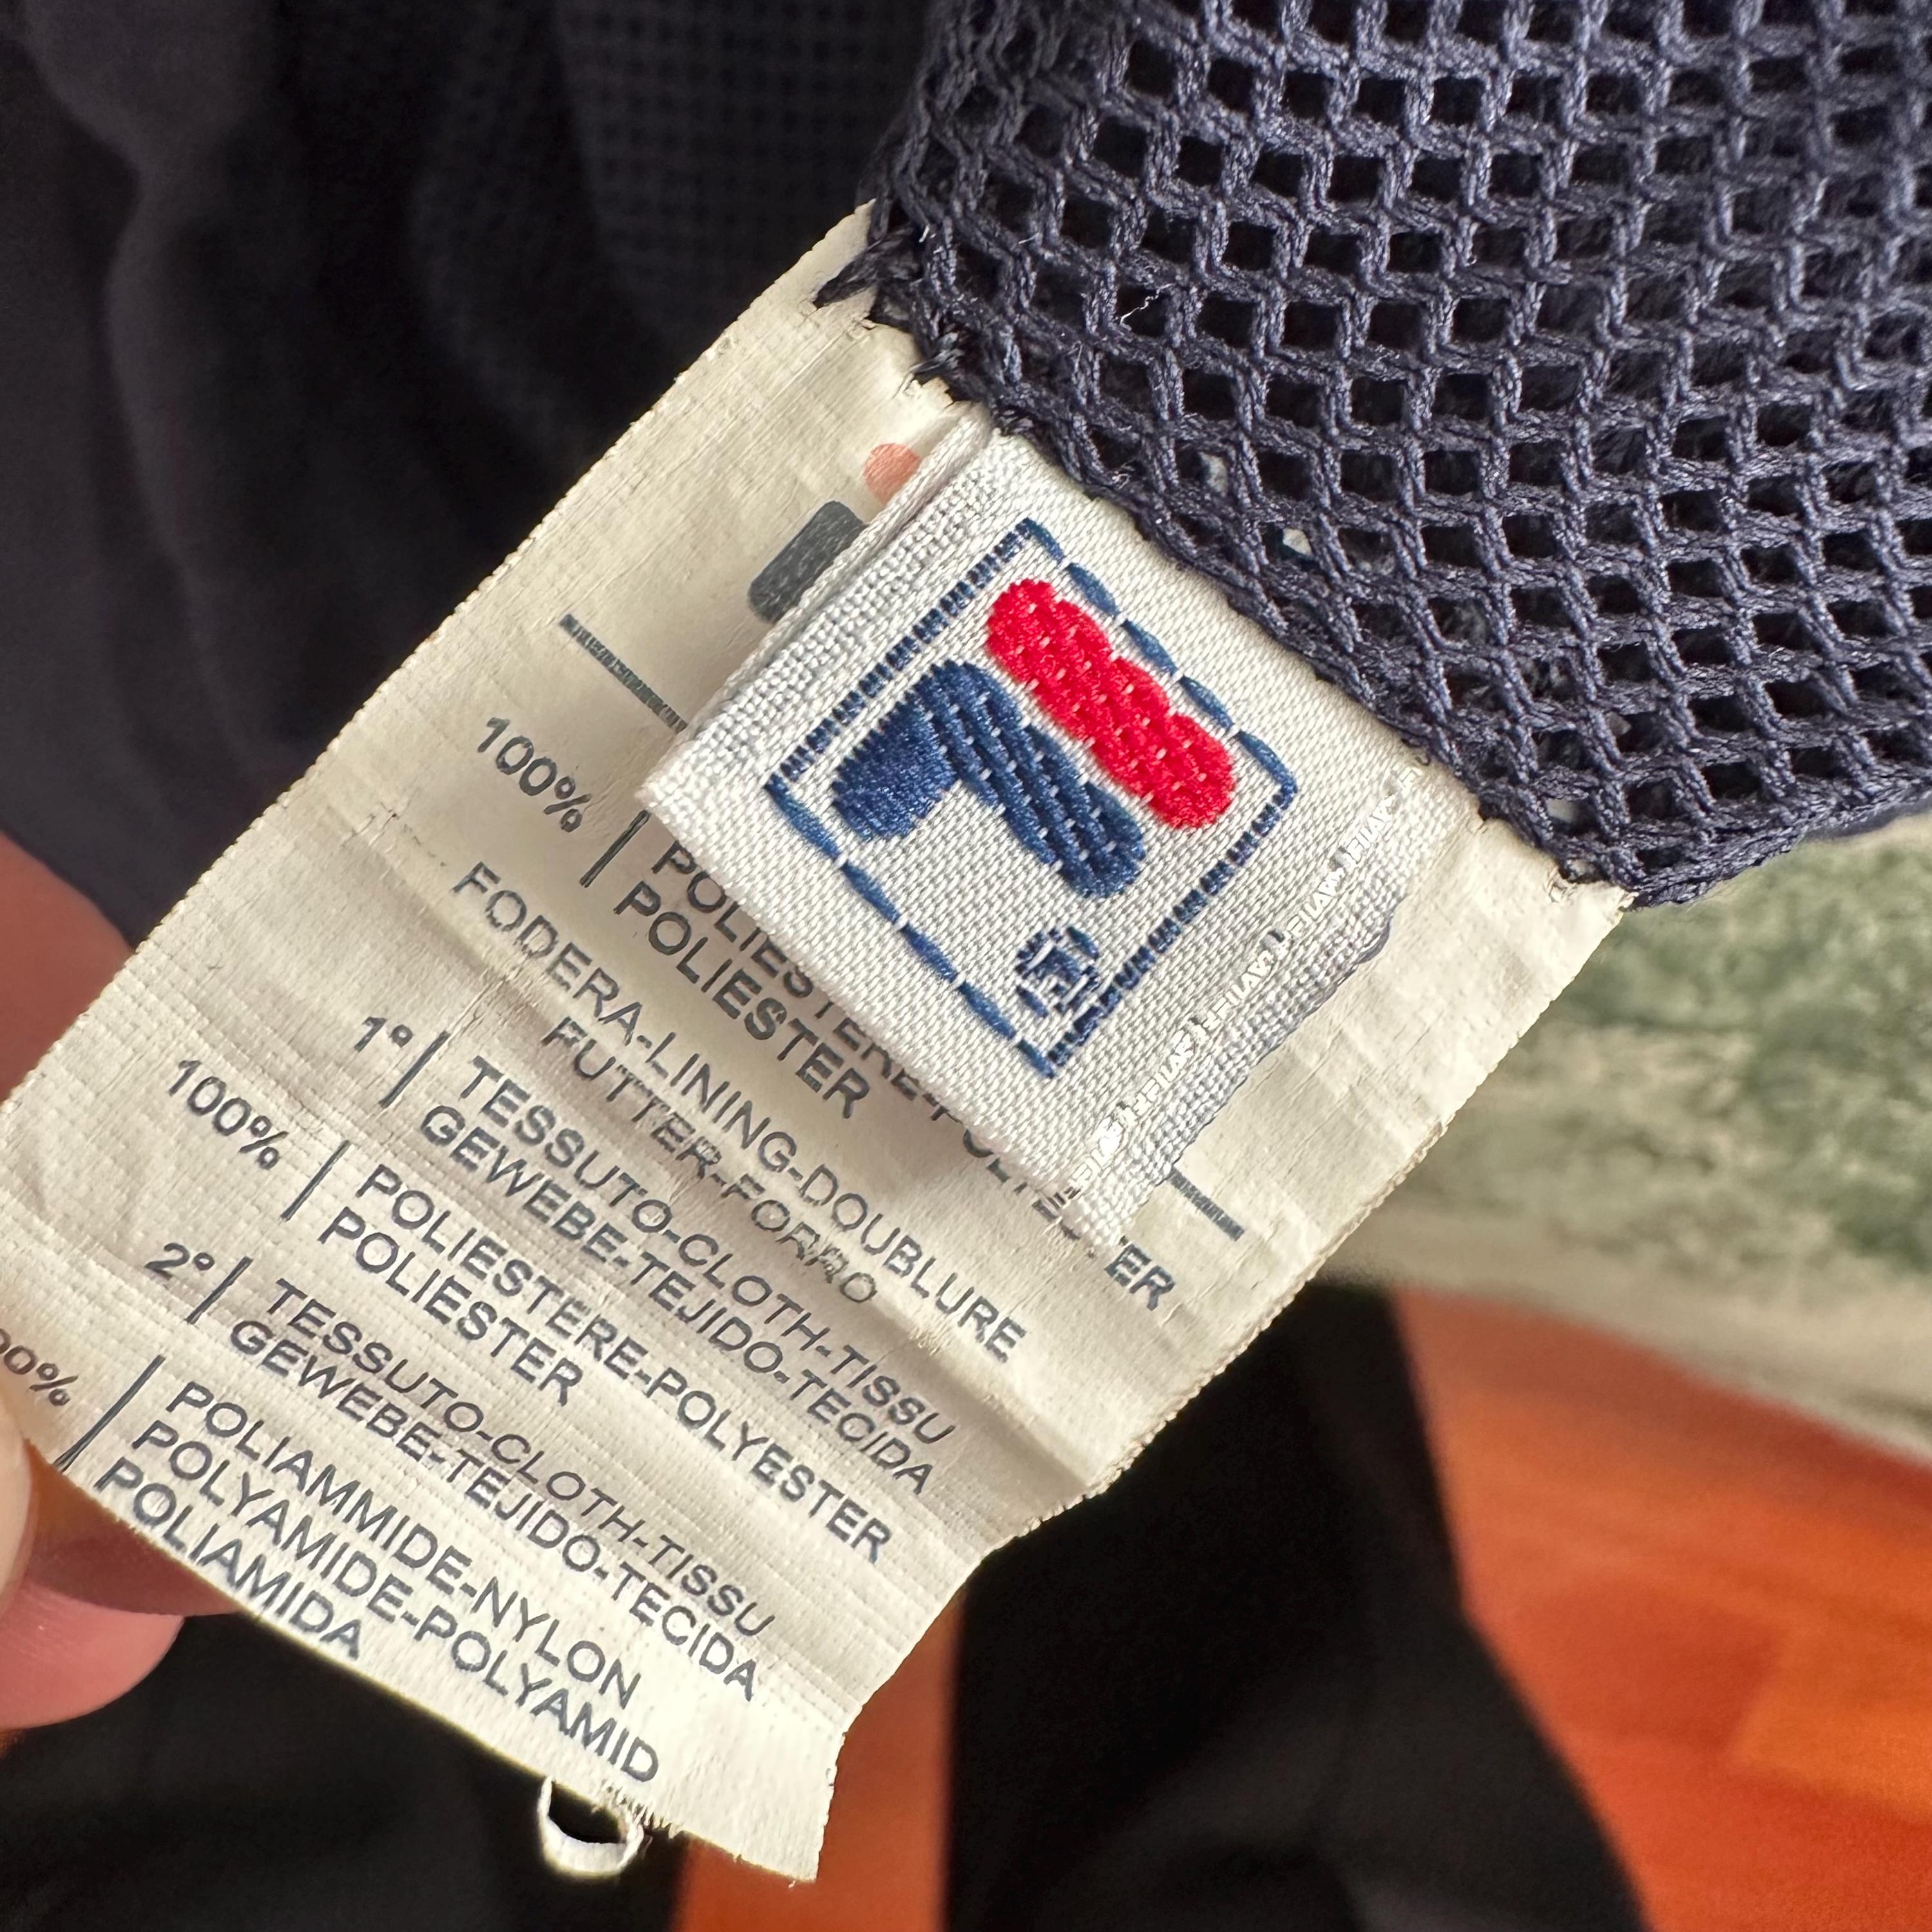 100% POLIESTERE-POLYESTER
POLIESTER
FODERA-LINING-DOUBLURE
FUTTER-FORRO
1° TESSUTO-CLOTH-TISSU
GEWEBE-TEJIDO-TECIDA
100% POLIESTERE-POLYESTER
POLIESTER
2° TESSUTO-CLOTH-TISSU
GEWEBE-TEJIDO-TECIDA
POLIAMMIDE-NYLON
POLYAMIDE-POLYAMID
POLIAMIDA